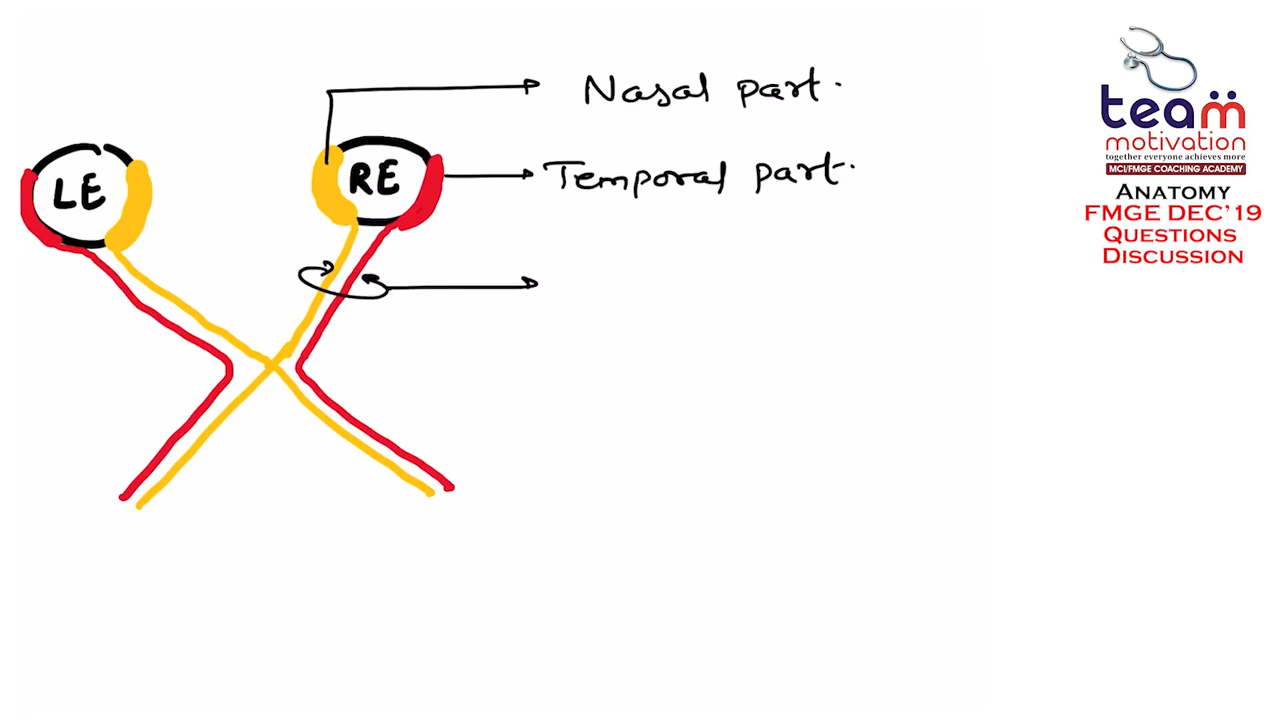 Nasal part.
Temporal part.
LE
RE
team
motivation
together everyone achieves more
MCI/FMGE COACHING ACADEMY
ANATOMY
FMGE DEC'19
QUESTIONS
DISCUSSION